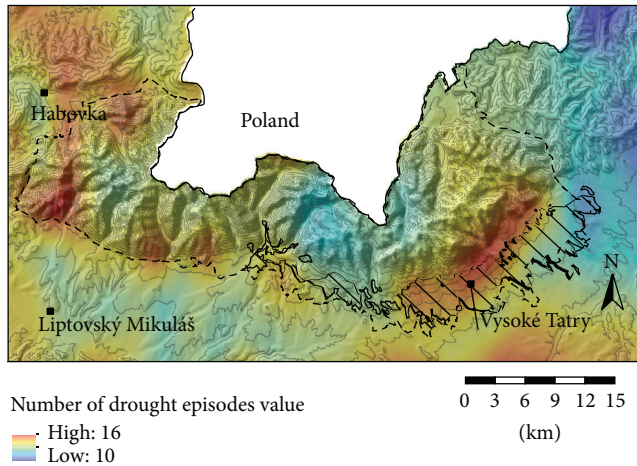 Habovka
Poland
N
Liptovský Mikuláš
Vysoké Tatry
Number of drought episodes value
High: 16
Low: 10
0 3 6 9 12 15
(km)